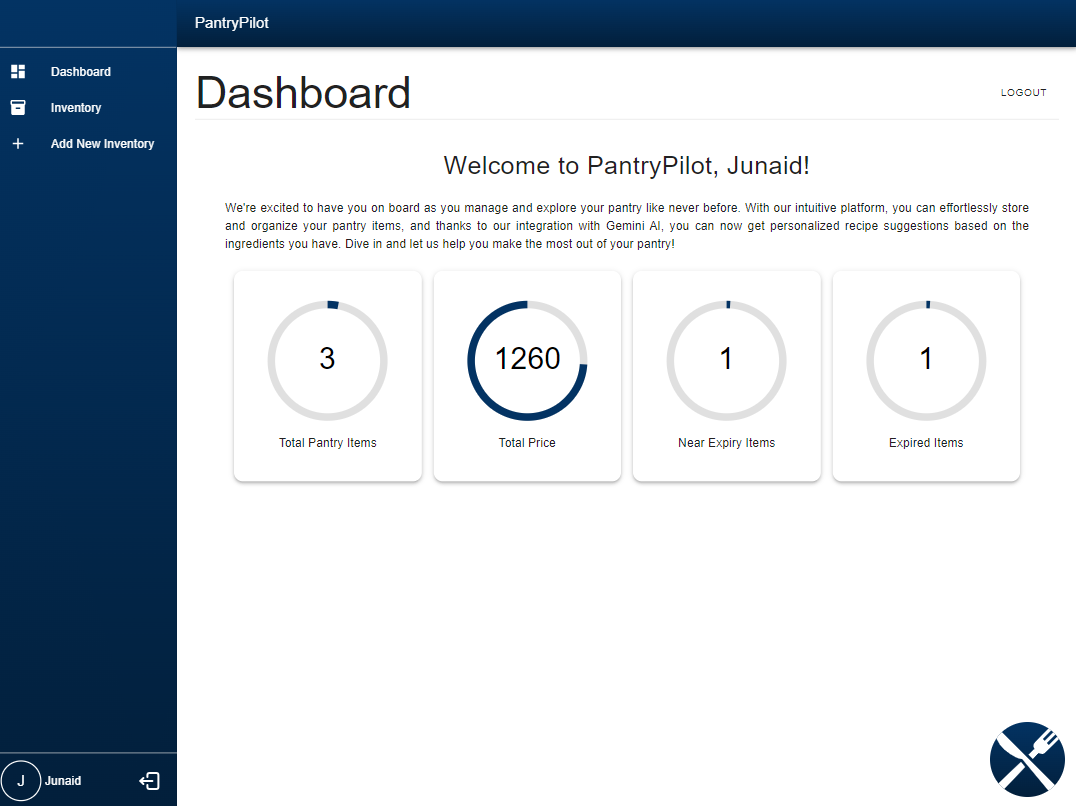 PantryPilot
Dashboard
Inventory
Add New Inventory
Dashboard
LOGOUT
Welcome to PantryPilot, Junaid!
We're excited to have you on board as you manage and explore your pantry like never before. With our intuitive platform, you can effortlessly store
and organize your pantry items, and thanks to our integration with Gemini AI, you can now get personalized recipe suggestions based on the
ingredients you have. Dive in and let us help you make the most out of your pantry!
3
Total Pantry Items
1260
Total Price
1
Near Expiry Items
1
Expired Items
J
Junaid